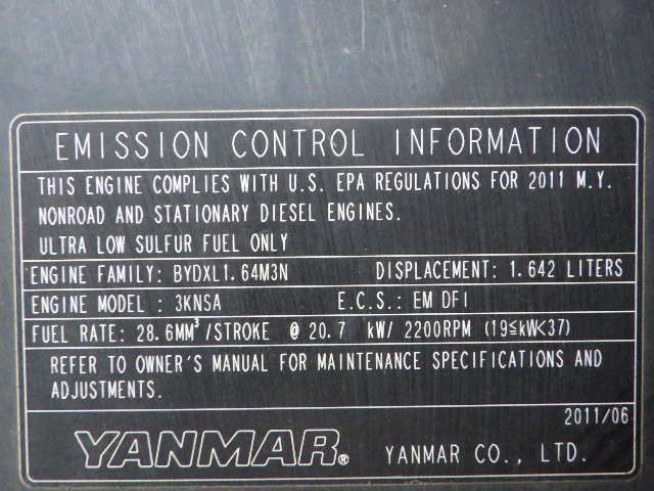 EMISSION CONTROL INFORMATION
THIS ENGINE COMPLIES WITH U.S. EPA REGULATIONS FOR 2011 M.Y.
NONROAD AND STATIONARY DIESEL ENGINES.
ULTRA LOW SULFUR FUEL ONLY
ENGINE FAMILY: BYDXL1.64M3N DISPLACEMENT: 1.642 LITERS
ENGINE MODEL : 3KNSA E.C.S.: EM DFI
FUEL RATE: 28.6MM³/STROKE @ 20.7 kW/ 2200RPM (19≦kW<37)
REFER TO OWNER'S MANUAL FOR MAINTENANCE SPECIFICATIONS AND
ADJUSTMENTS.
2011/06
YANMAR® YANMAR CO., LTD.